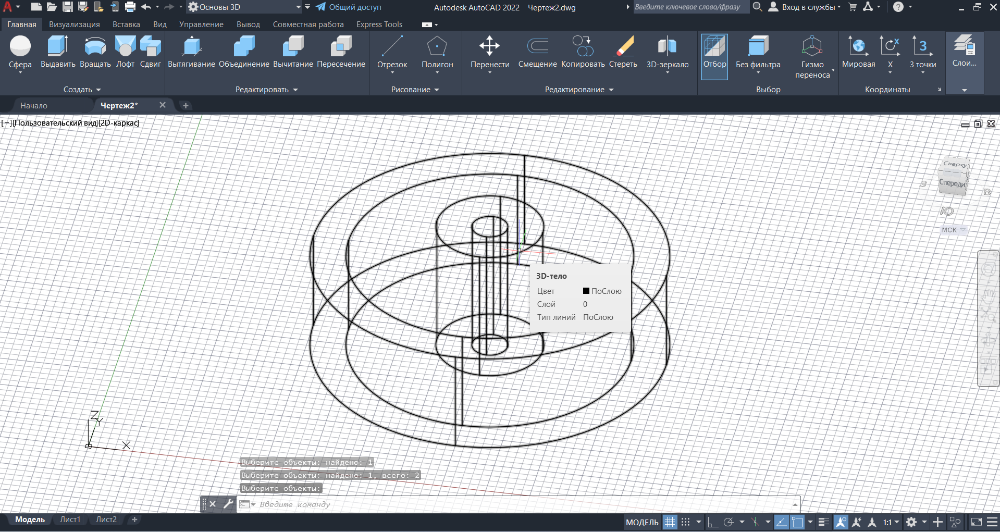 Основы 3D
Общий доступ
Autodesk AutoCAD 2022 Чертеж2.dwg
Введите ключевое слово/фразу
Вход в службы
Главная
Визуализация
Вставка
Вид
Управление
Вывод
Совместная работа
Express Tools
Сфера
Выдавить
Вращать
Лофт
Сдвиг
Вытягивание
Объединение
Вычитание
Пересечение
Отрезок
Полигон
Перенести
Смещение
Копировать
Стереть
3D-зеркало
Отбор
Без фильтра
Гизмо
переноса
Мировая
X
3 точки
Слои...
Создать
Редактировать
Рисование
Редактирование
Выбор
Координаты
Начало
Чертеж2*
[−][Пользовательский вид][2D-каркас]
Сверху
Спереди
З
В
Ю
МСК
3D-тело
Цвет ПоСлою
Слой 0
Тип линий ПоСлою
Z
Y
X
Выберите объекты: найдено: 1
Выберите объекты: найдено: 1, всего: 2
Выберите объекты:
Введите команду
Модель
Лист1
Лист2
МОДЕЛЬ
1:1